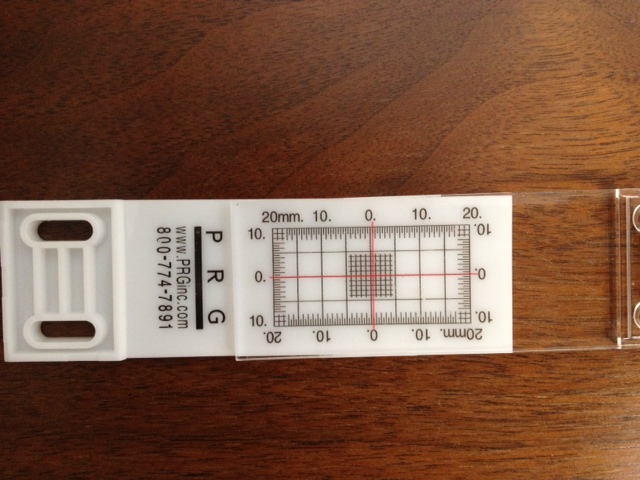 P R G
www.PRGinc.com
800-774-7891
20mm. 10. 0. 10. 20.
10. 10.
0. 0.
10. 10.
20. 10. 0. 10. 20mm.